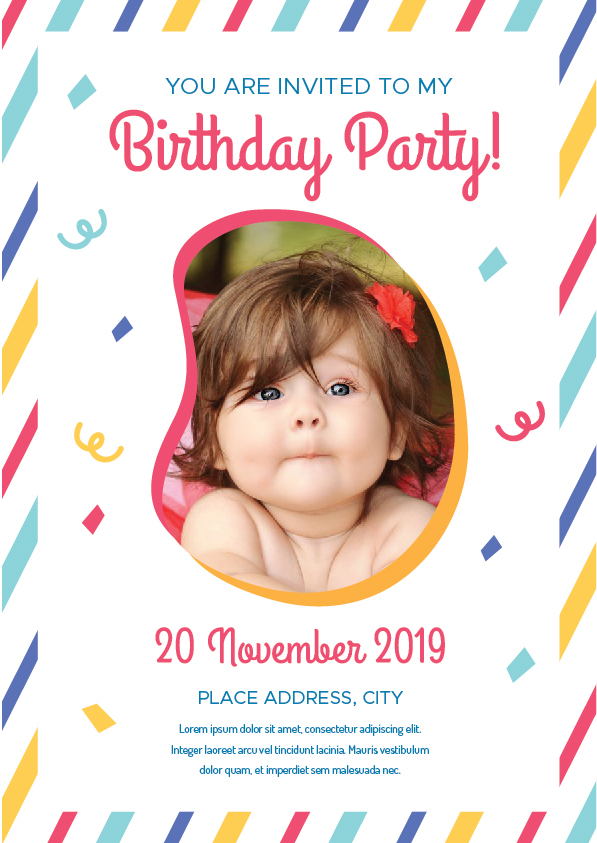 YOU ARE INVITED TO MY
Birthday Party!
20 November 2019
PLACE ADDRESS, CITY
Lorem ipsum dolor sit amet, consectetur adipiscing elit.
Integer laoreet arcu vel tincidunt lacinia. Mauris vestibulum
dolor quam, et imperdiet sem malesuada nec.